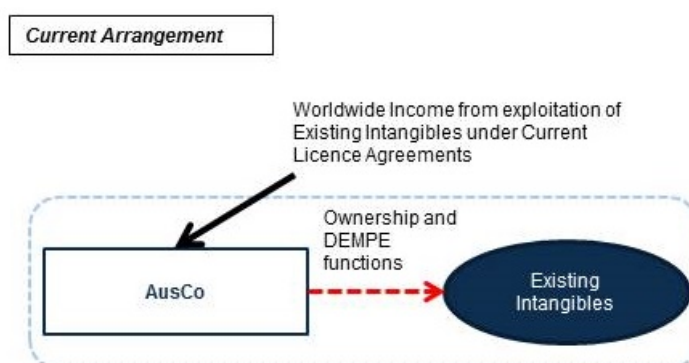 Current Arrangement
Worldwide Income from exploitation of
Existing Intangibles under Current
Licence Agreements
Ownership and
DEMPE
functions
AusCo
Existing
Intangibles